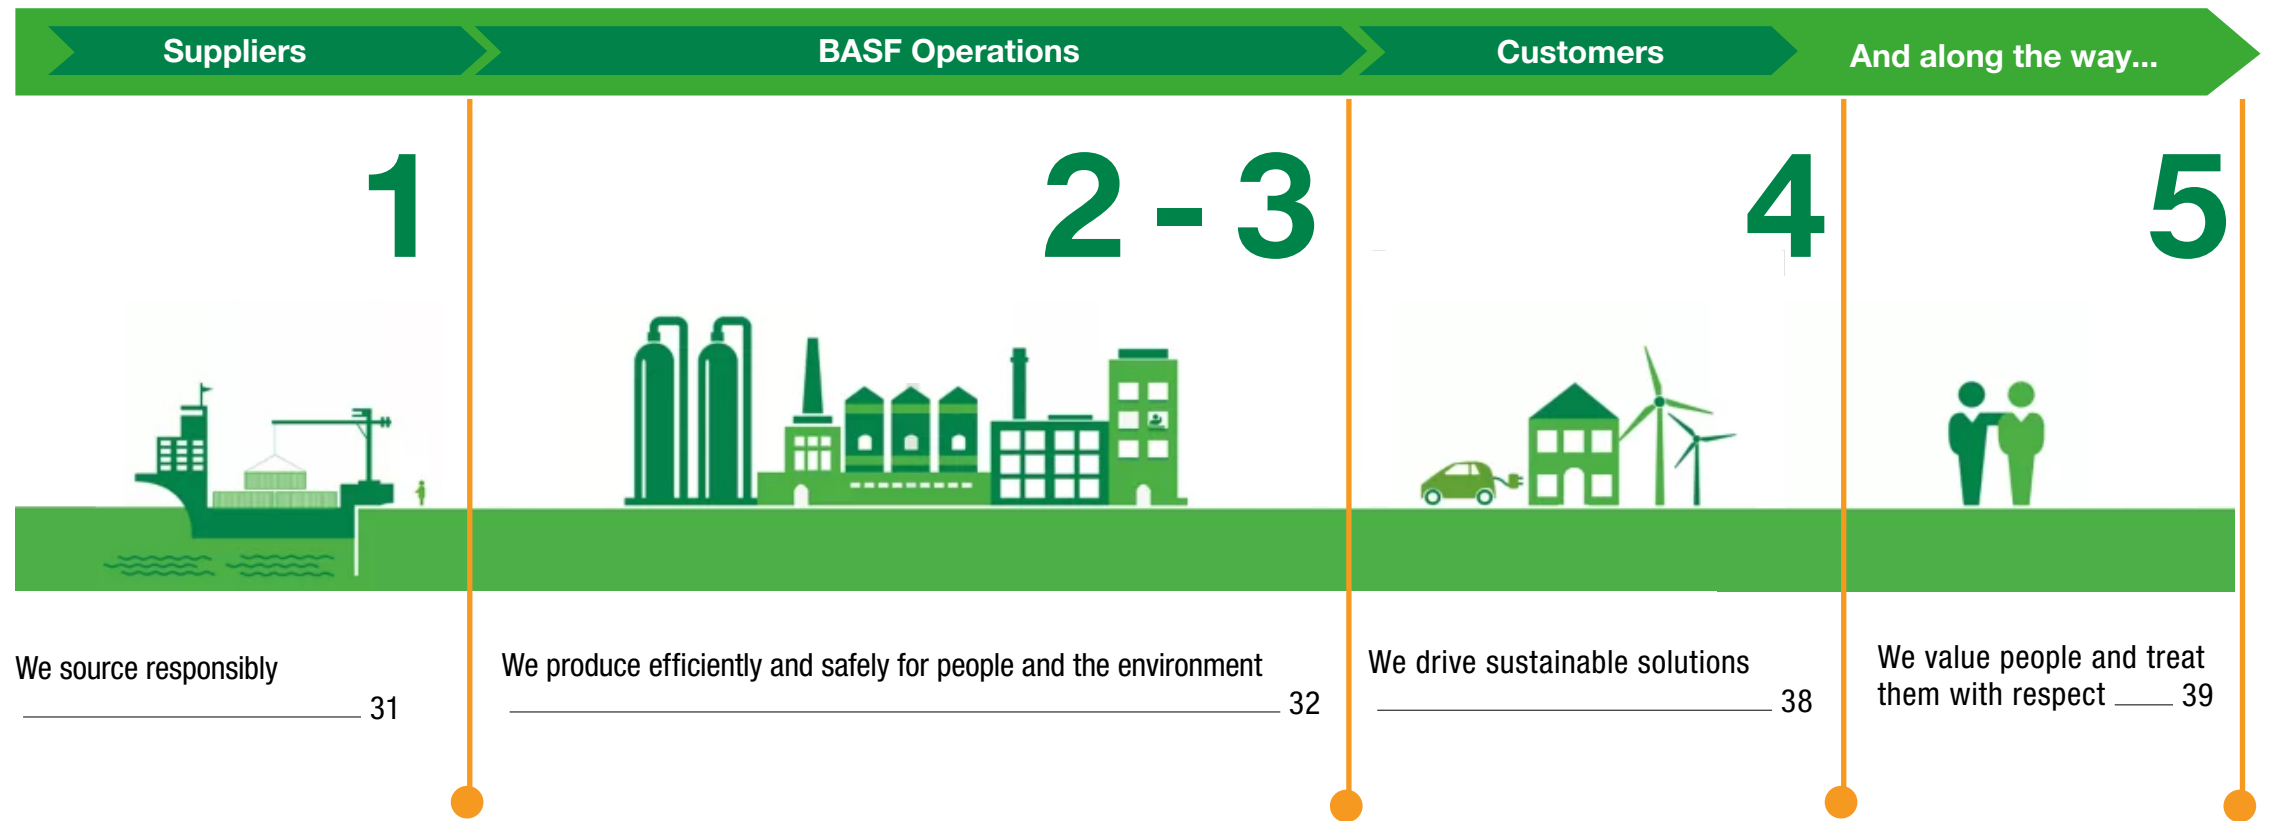 Suppliers
BASF Operations
Customers
And along the way...
1
2 - 3
4
5
We source responsibly
31
We produce efficiently and safely for people and the environment
32
We drive sustainable solutions
38
We value people and treat
them with respect 39